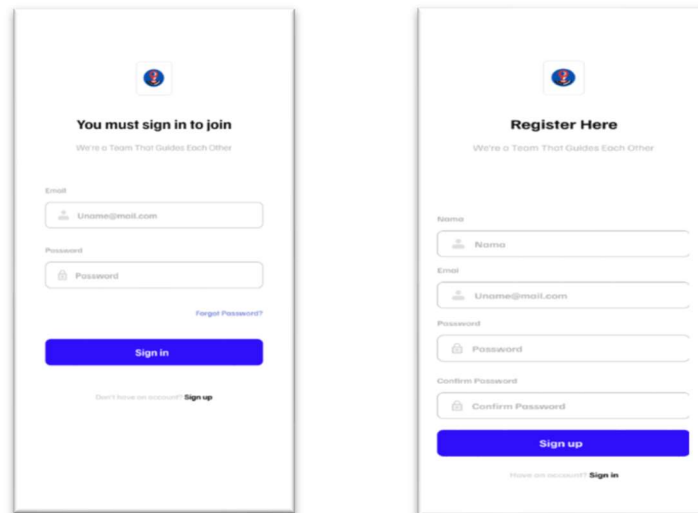 You must sign in to join
We're a Team That Guides Each Other
Email
Uname@mail.com
Password
Password
Forgot Password?
Sign in
Don't have an account? Sign up
Register Here
We're a Team That Guides Each Other
Name
Name
Email
Uname@mail.com
Password
Password
Confirm Password
Confirm Password
Sign up
Have an account? Sign in